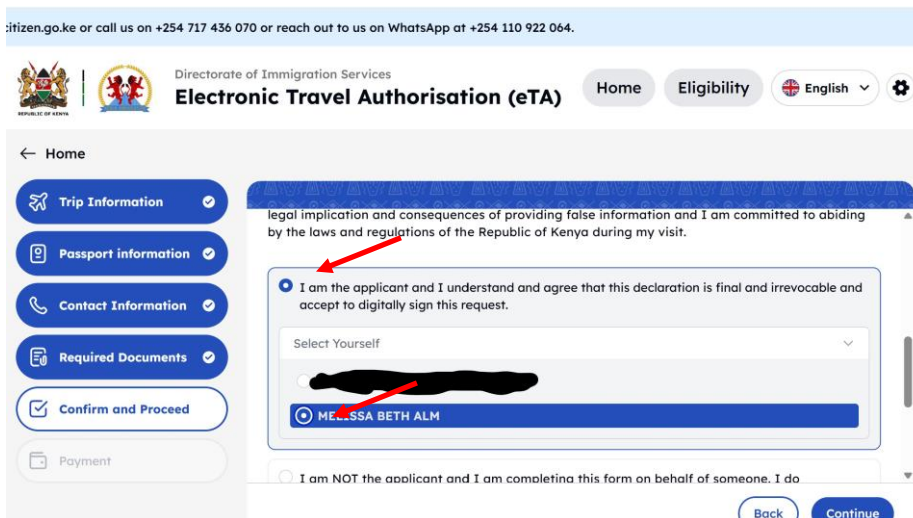 citizen.go.ke or call us on +254 717 436 070 or reach out to us on WhatsApp at +254 110 922 064.
Directorate of Immigration Services
Electronic Travel Authorisation (eTA)
Home
Eligibility
English
REPUBLIC OF KENYA
← Home
Trip Information
Passport information
Contact Information
Required Documents
Confirm and Proceed
Payment
legal implication and consequences of providing false information and I am committed to abiding
by the laws and regulations of the Republic of Kenya during my visit.
I am the applicant and I understand and agree that this declaration is final and irrevocable and
accept to digitally sign this request.
Select Yourself
MELISSA BETH ALM
I am NOT the applicant and I am completing this form on behalf of someone. I do
Back
Continue